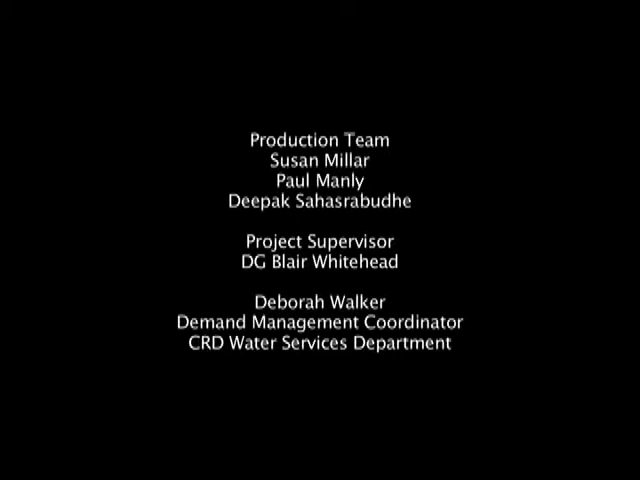 Production Team
Susan Millar
Paul Manly
Deepak Sahasrabudhe
Project Supervisor
DG Blair Whitehead
Deborah Walker
Demand Management Coordinator
CRD Water Services Department